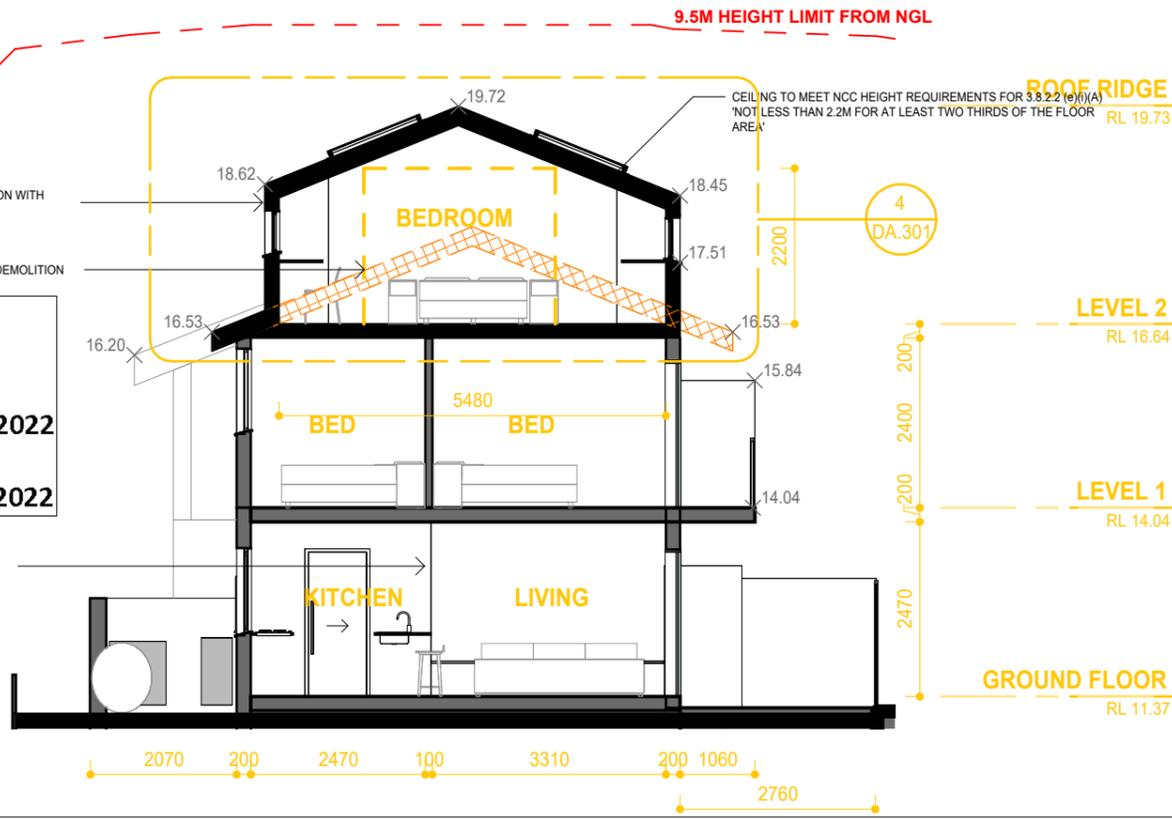 9.5M HEIGHT LIMIT FROM NGL
ROOF RIDGE
RL 19.73
CEILING TO MEET NCC HEIGHT REQUIREMENTS FOR 3.8.2.2 (e)(i)(A)
'NOT LESS THAN 2.2M FOR AT LEAST TWO THIRDS OF THE FLOOR
AREA'
19.72
18.62
18.45
ON WITH
BEDROOM
4
DA.301
2200
17.51
DEMOLITION
LEVEL 2
RL 16.64
16.53
16.53
16.20
200
15.84
5480
BED
BED
2400
2022
2022
200
14.04
LEVEL 1
RL 14.04
KITCHEN
LIVING
2470
GROUND FLOOR
RL 11.37
2070
200
2470
100
3310
200
1060
2760